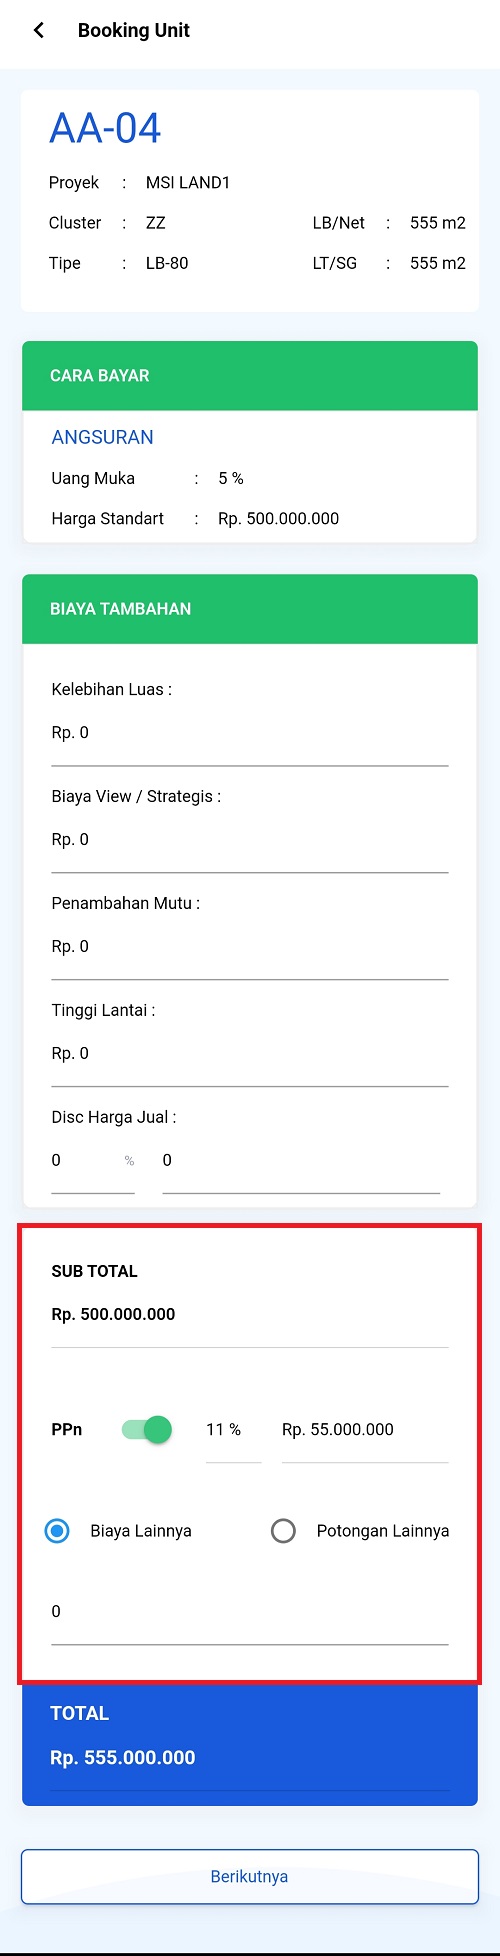 Booking Unit
AA-04
Proyek : MSI LAND1
Cluster : ZZ LB/Net : 555 m2
Tipe : LB-80 LT/SG : 555 m2
CARA BAYAR
ANGSURAN
Uang Muka : 5 %
Harga Standart : Rp. 500.000.000
BIAYA TAMBAHAN
Kelebihan Luas :
Rp. 0
Biaya View / Strategis :
Rp. 0
Penambahan Mutu :
Rp. 0
Tinggi Lantai :
Rp. 0
Disc Harga Jual :
0 % 0
SUB TOTAL
Rp. 500.000.000
PPn 11 % Rp. 55.000.000
Biaya Lainnya Potongan Lainnya
0
TOTAL
Rp. 555.000.000
Berikutnya